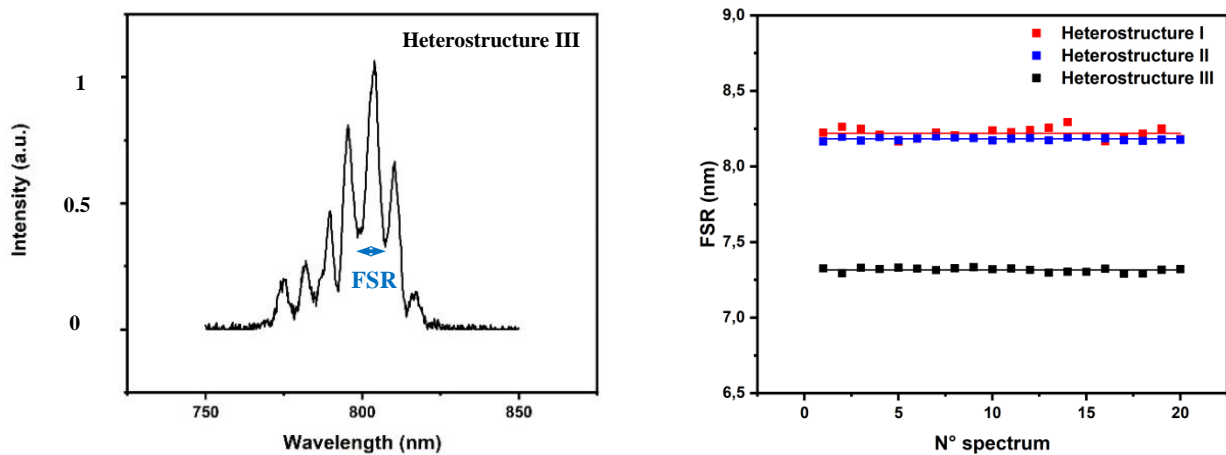 Heterostructure III
Intensity (a.u.)
1
0.5
0
FSR
750
800
850
Wavelength (nm)
9,0
8,5
8,0
7,5
7,0
6,5
FSR (nm)
Heterostructure I
Heterostructure II
Heterostructure III
0
5
10
15
20
N° spectrum